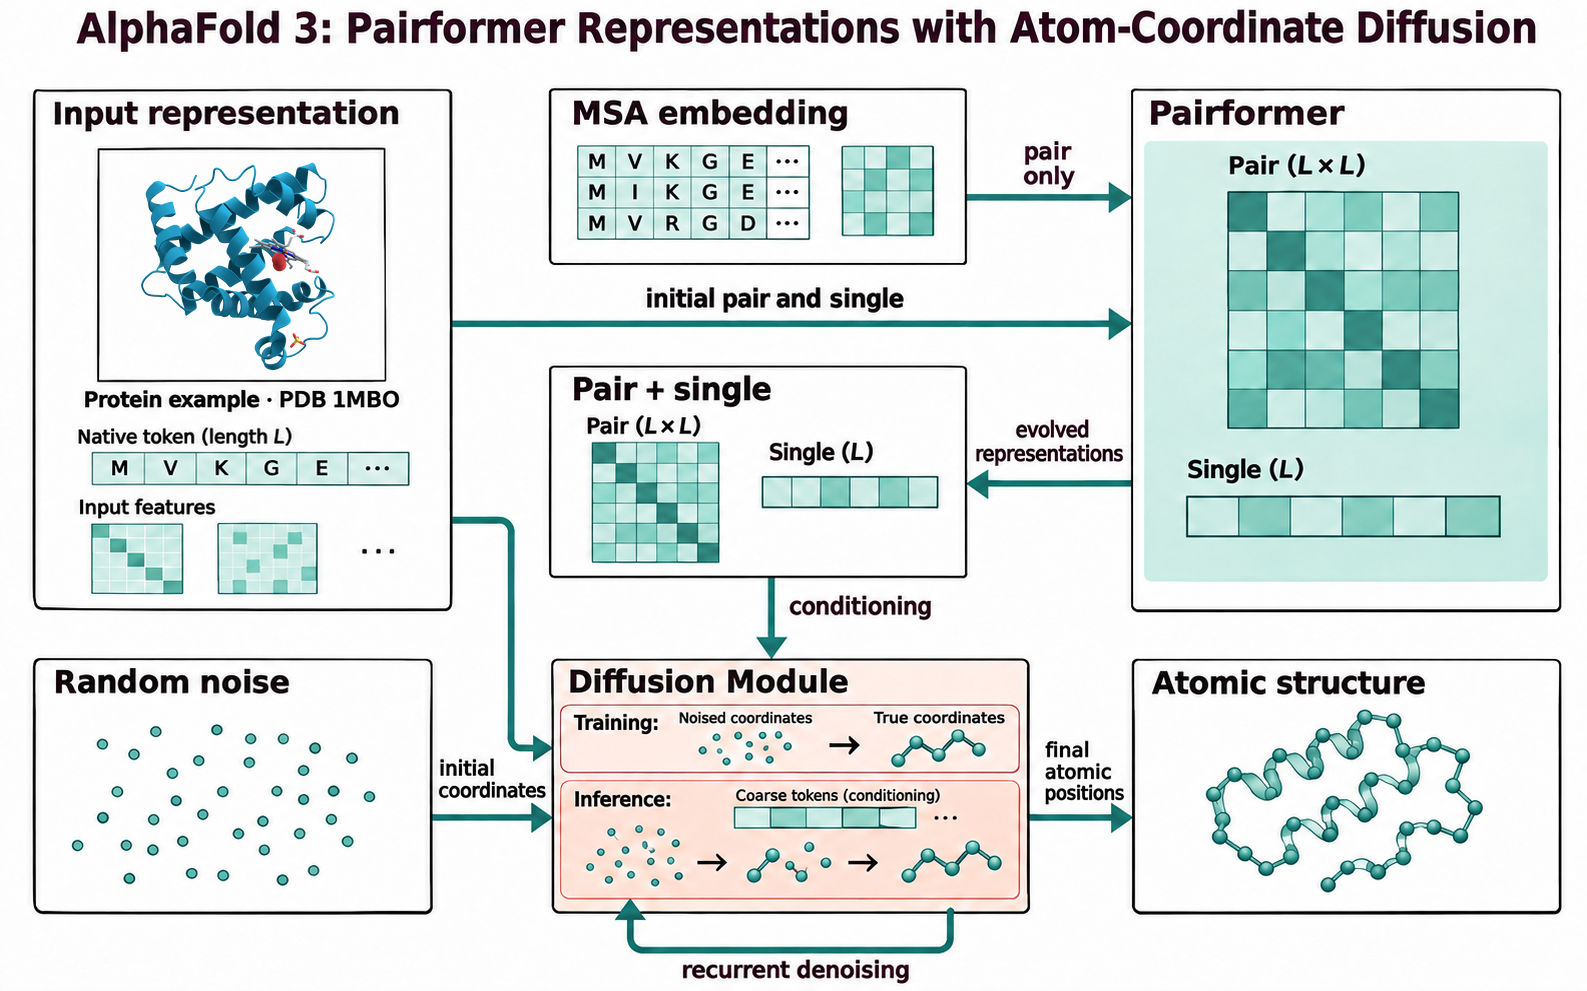 AlphaFold 3: Pairformer Representations with Atom-Coordinate Diffusion
Input representation
Protein example · PDB 1MBO
Native token (length L)
M V K G E ...
Input features
...
MSA embedding
M V K G E ...
M I K G E ...
M V R G D ...
pair
only
initial pair and single
Pairformer
Pair (L × L)
Single (L)
evolved
representations
Pair + single
Pair (L × L)
Single (L)
conditioning
Random noise
initial
coordinates
Diffusion Module
Training:
Noised coordinates
→
True coordinates
Inference:
Coarse tokens (conditioning)
...
→ →
recurrent denoising
final
atomic
positions
Atomic structure